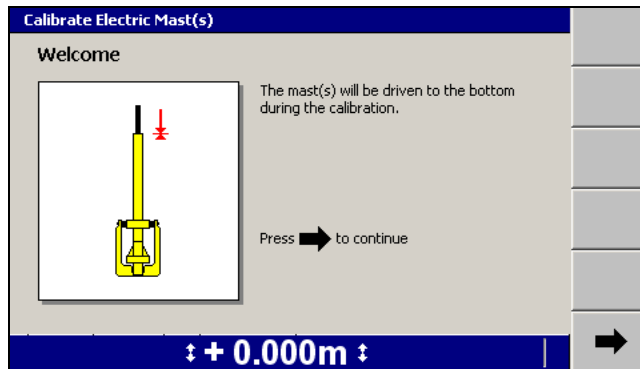 Calibrate Electric Mast(s)
Welcome
The mast(s) will be driven to the bottom
during the calibration.
Press ➡ to continue
↕ + 0.000m ↕